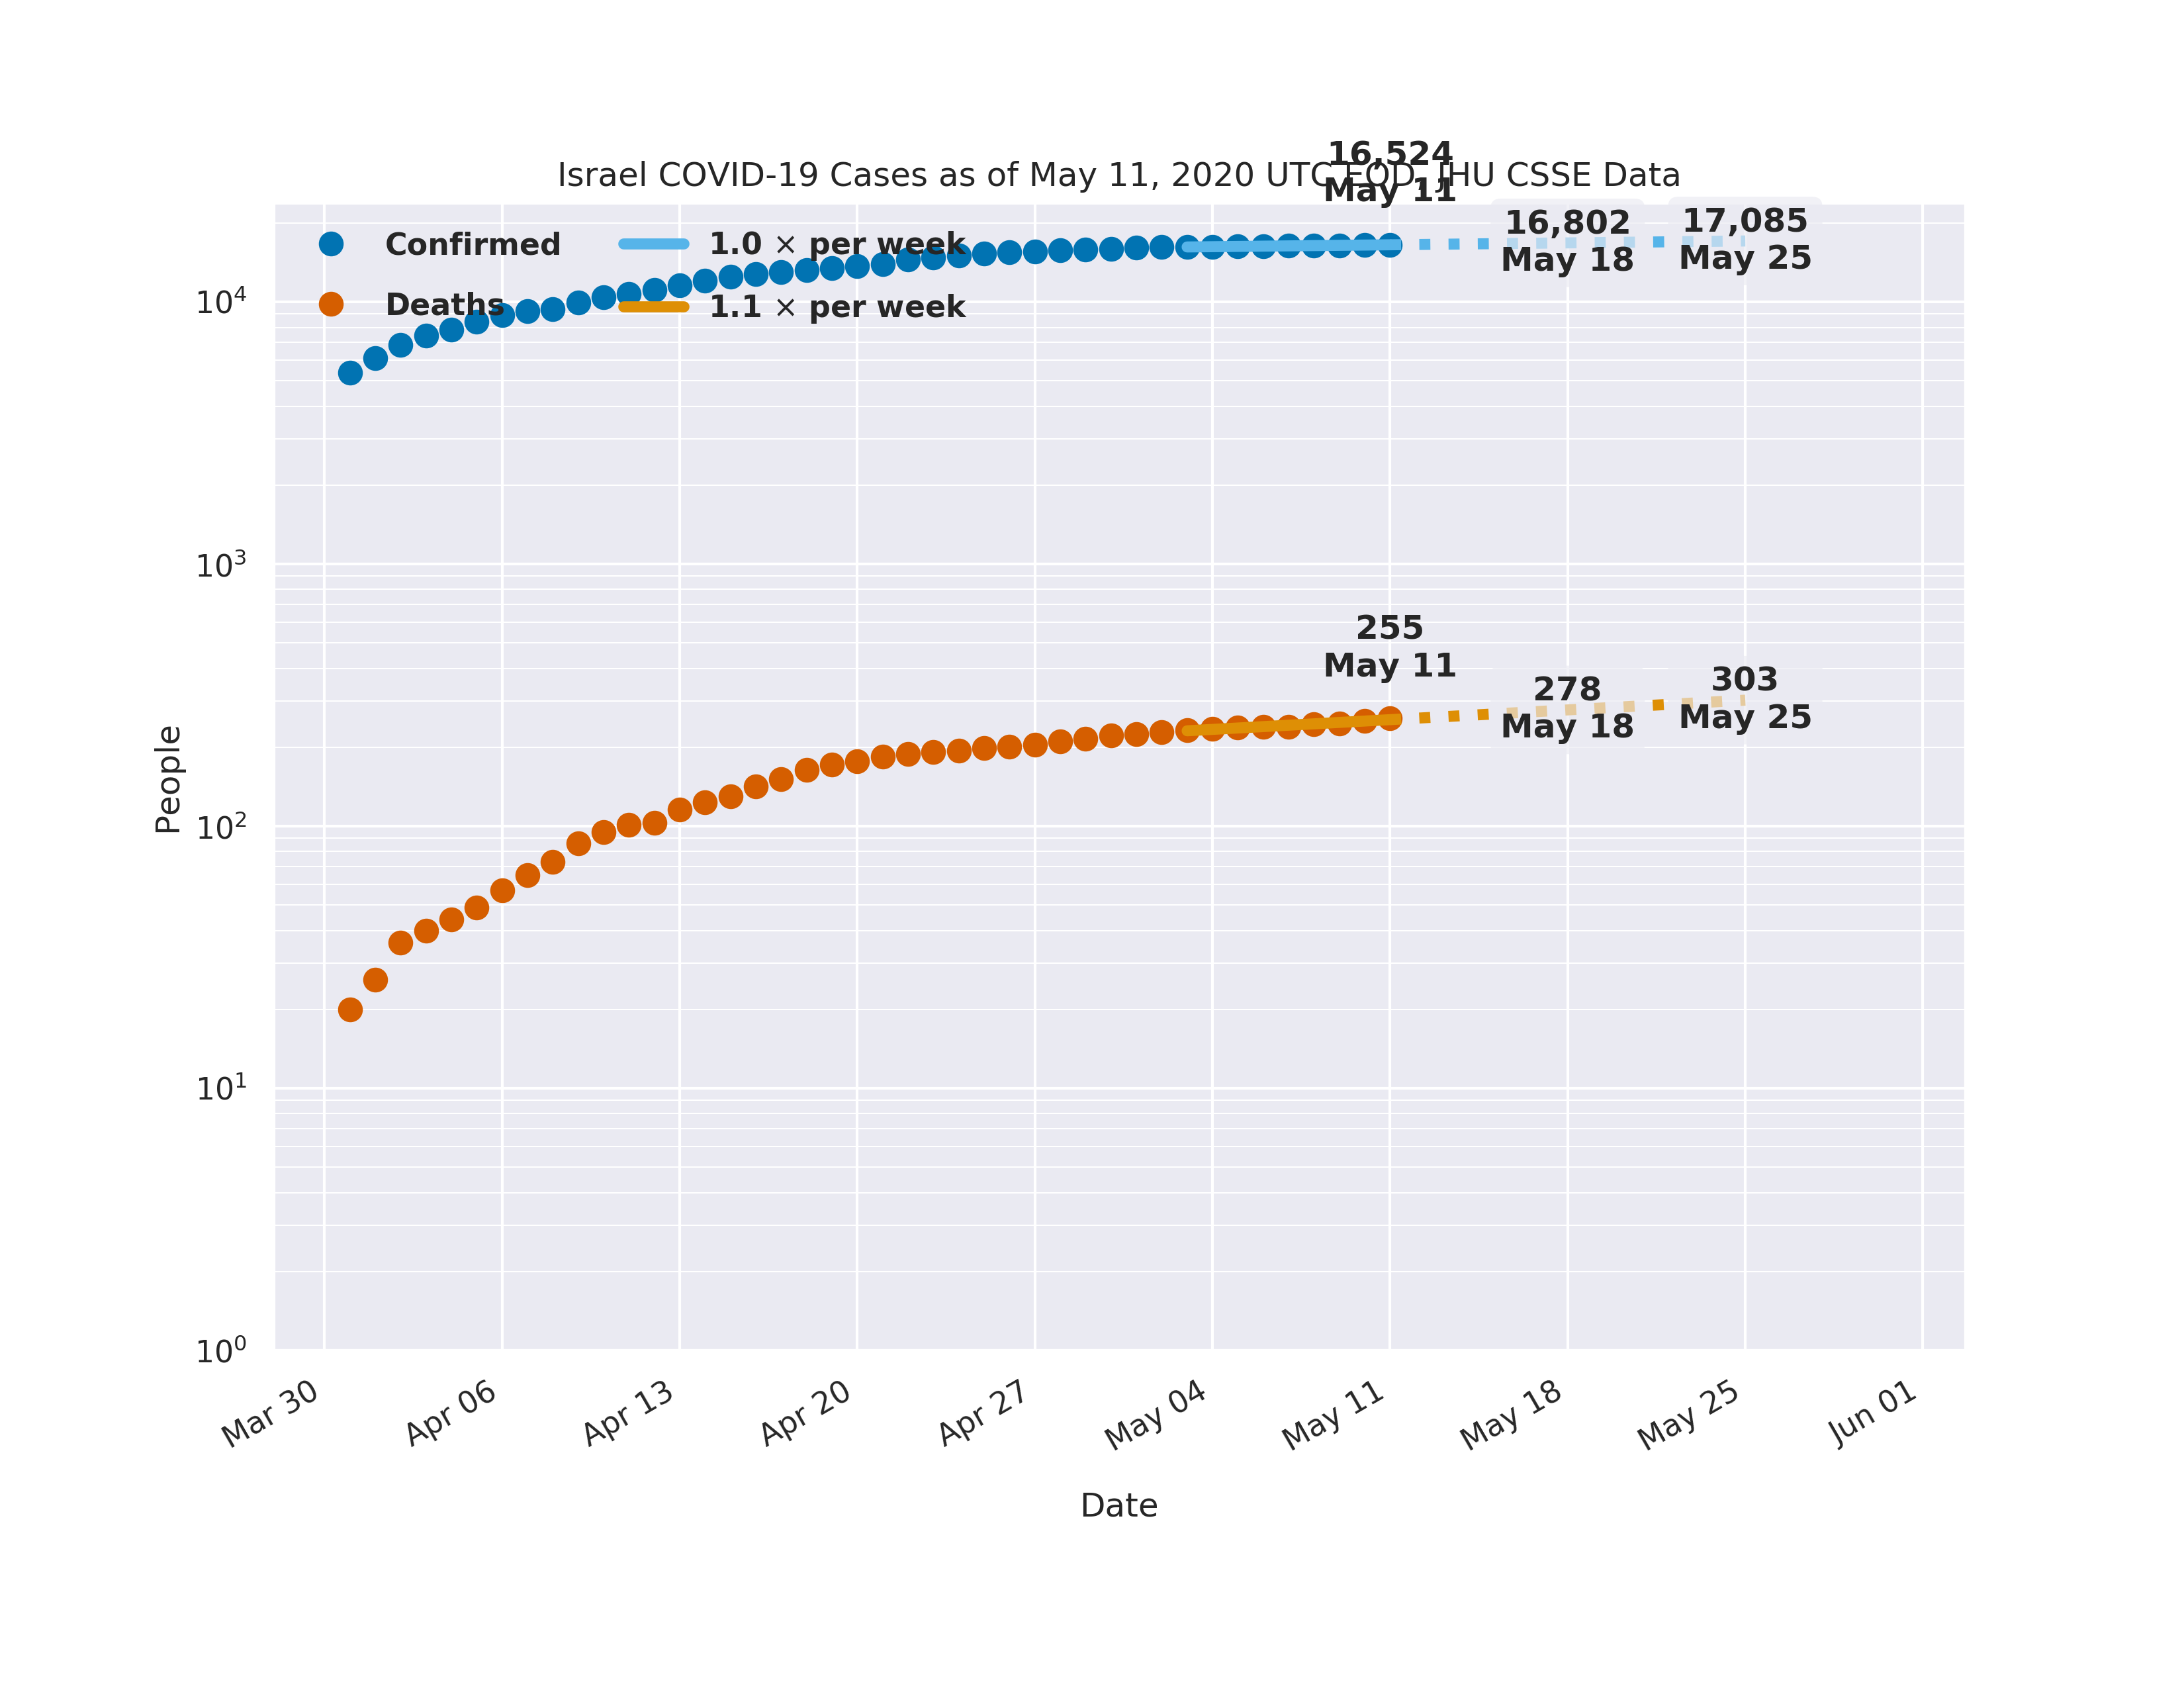 16,524
May 11
Israel COVID-19 Cases as of May 11, 2020 UTC EOD, JHU CSSE Data
Confirmed
Deaths
1.0 × per week
1.1 × per week
16,802
May 18
17,085
May 25
255
May 11
278
May 18
303
May 25
People
10⁴
10³
10²
10¹
10⁰
Mar 30
Apr 06
Apr 13
Apr 20
Apr 27
May 04
May 11
May 18
May 25
Jun 01
Date